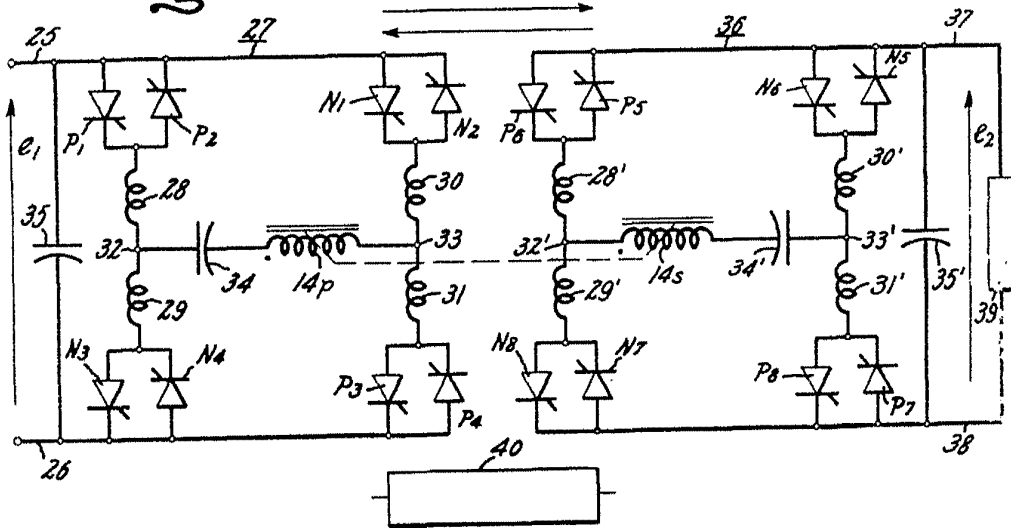 2
25 27 36 37
P1 P2 N1 N2 P6 P5 N6 N5
e1 e2
28 30 28' 30'
35 32 34 14p 33 32' 14s 34' 33' 35'
29 31 29' 31' 39
N3 N4 P3 P4 N8 N7 P8 P7
26 40 38